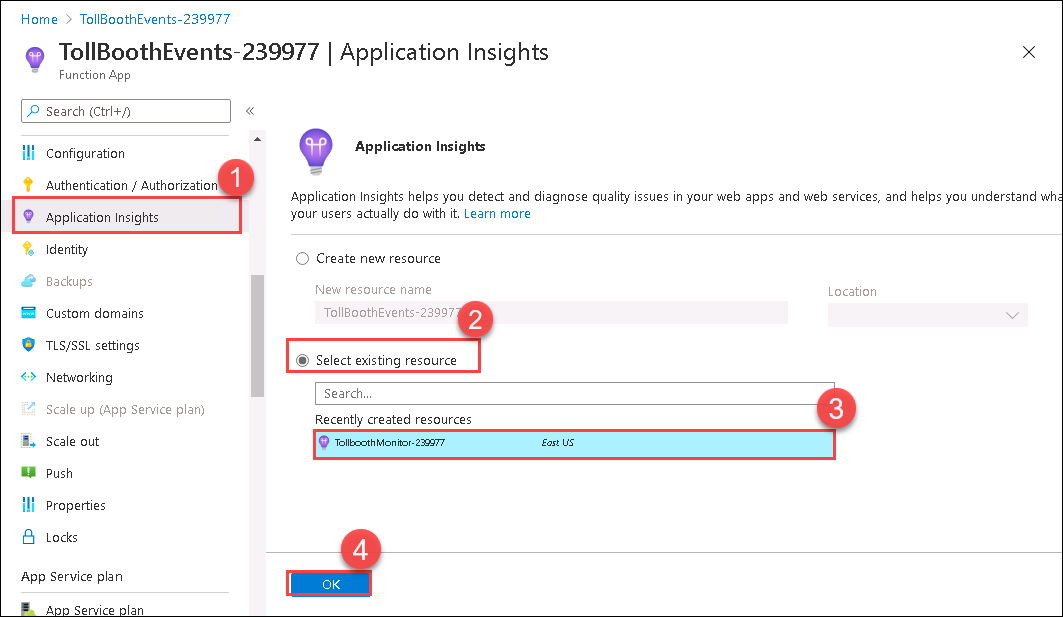 Home > TollBoothEvents-239977
TollBoothEvents-239977 | Application Insights
Function App
Search (Ctrl+/)
«
Configuration
Authentication / Authorization
1
Application Insights
Identity
Backups
Custom domains
TLS/SSL settings
Networking
Scale up (App Service plan)
Scale out
Push
Properties
Locks
App Service plan
App Service plan
Application Insights
Application Insights helps you detect and diagnose quality issues in your web apps and web services, and helps you understand wha
your users actually do with it. Learn more
Create new resource
New resource name
Location
TollBoothEvents-239977
2
Select existing resource
Search...
3
Recently created resources
TollboothMonitor-239977 East US
4
OK